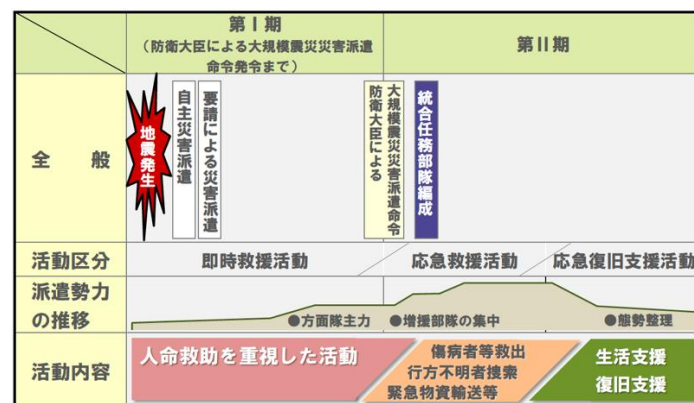 第Ⅰ期
(防衛大臣による大規模震災災害派遣
命令発令まで)
第Ⅱ期
全　般
地震発生
自主災害派遣
要請による災害派遣
大規模震災災害派遣命令
防衛大臣による
統合任務部隊編成
活動区分
即時救援活動
応急救援活動
応急復旧支援活動
派遣勢力
の推移
●方面隊主力
●増援部隊の集中
●態勢整理
活動内容
人命救助を重視した活動
傷病者等救出
行方不明者捜索
緊急物資輸送等
生活支援
復旧支援